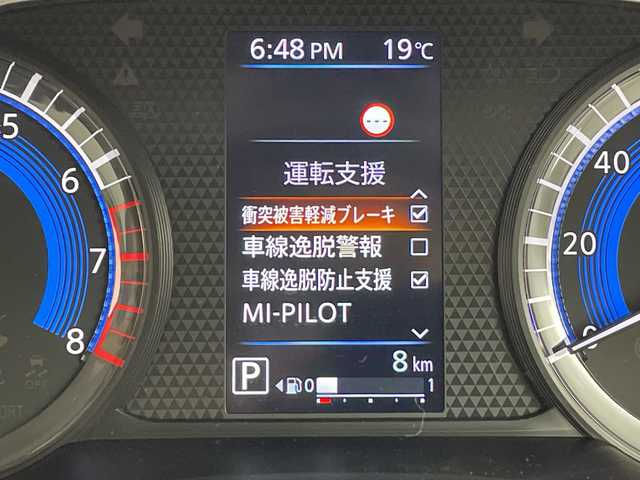 6:48 PM 19℃
---
運転支援
衝突被害軽減ブレーキ
車線逸脱警報
車線逸脱防止支援
MI-PILOT
8 km
P 0 1
5
6
7
8
40
20
0
OFF